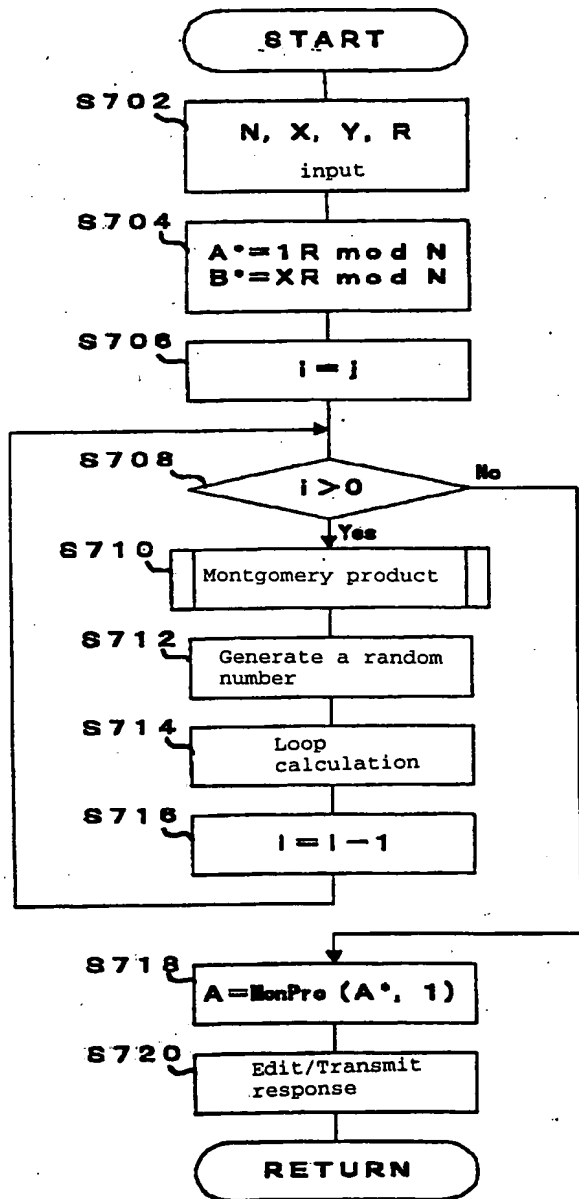 START
S702
N, X, Y, R
input
S704
A*=1R mod N
B*=XR mod N
S706
i=j
S708
i>0
No
Yes
S710
Montgomery product
S712
Generate a random
number
S714
Loop
calculation
S716
i=i-1
S718
A=MonPro(A*, 1)
S720
Edit/Transmit
response
RETURN